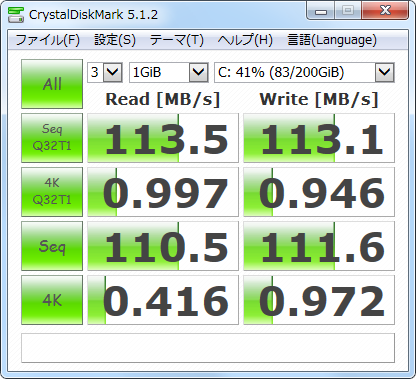 CrystalDiskMark 5.1.2
ファイル(F) 設定(S) テーマ(T) ヘルプ(H) 言語(Language)
All 3 1GiB C: 41% (83/200GiB)
Read [MB/s] Write [MB/s]
Seq
Q32T1 113.5 113.1
4K
Q32T1 0.997 0.946
Seq 110.5 111.6
4K 0.416 0.972